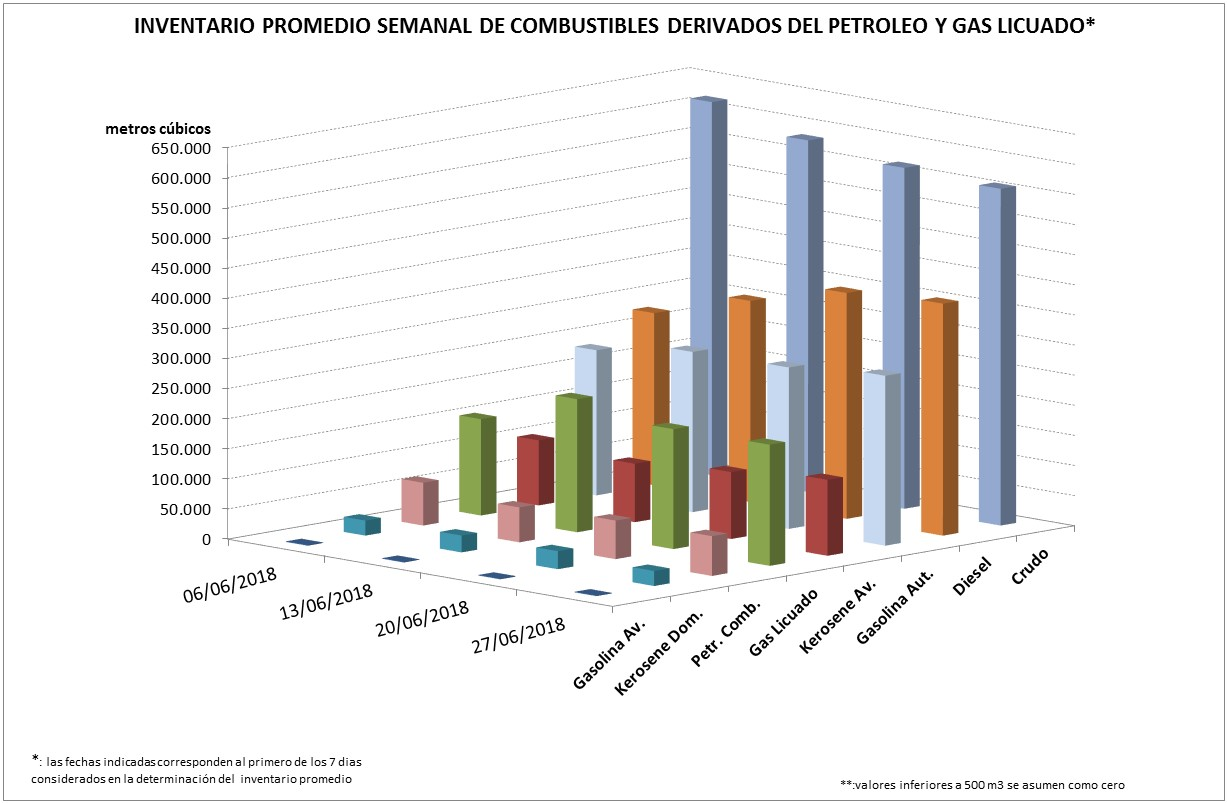 INVENTARIO PROMEDIO SEMANAL DE COMBUSTIBLES DERIVADOS DEL PETROLEO Y GAS LICUADO*
metros cúbicos
650.000
600.000
550.000
500.000
450.000
400.000
350.000
300.000
250.000
200.000
150.000
100.000
50.000
0
06/06/2018
13/06/2018
20/06/2018
27/06/2018
Gasolina Av.
Kerosene Dom.
Petr. Comb.
Gas Licuado
Kerosene Av.
Gasolina Aut.
Diesel
Crudo
*: las fechas indicadas corresponden al primero de los 7 dias
considerados en la determinación del inventario promedio
**:valores inferiores a 500 m3 se asumen como cero